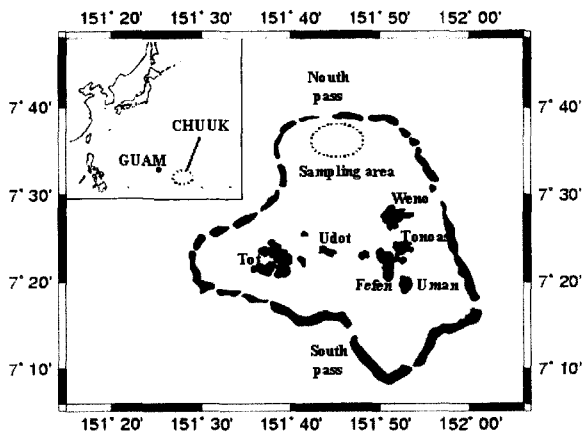 151° 20' 151° 30' 151° 40' 151° 50' 152° 00'
7° 40' 7° 40'
7° 30' 7° 30'
7° 20' 7° 20'
7° 10' 7° 10'
CHUUK
GUAM
Nouth
pass
Sampling area
Weno
Udot
Tonoas
Tol
Fefen
Uman
South
pass
151° 20' 151° 30' 151° 40' 151° 50' 152° 00'